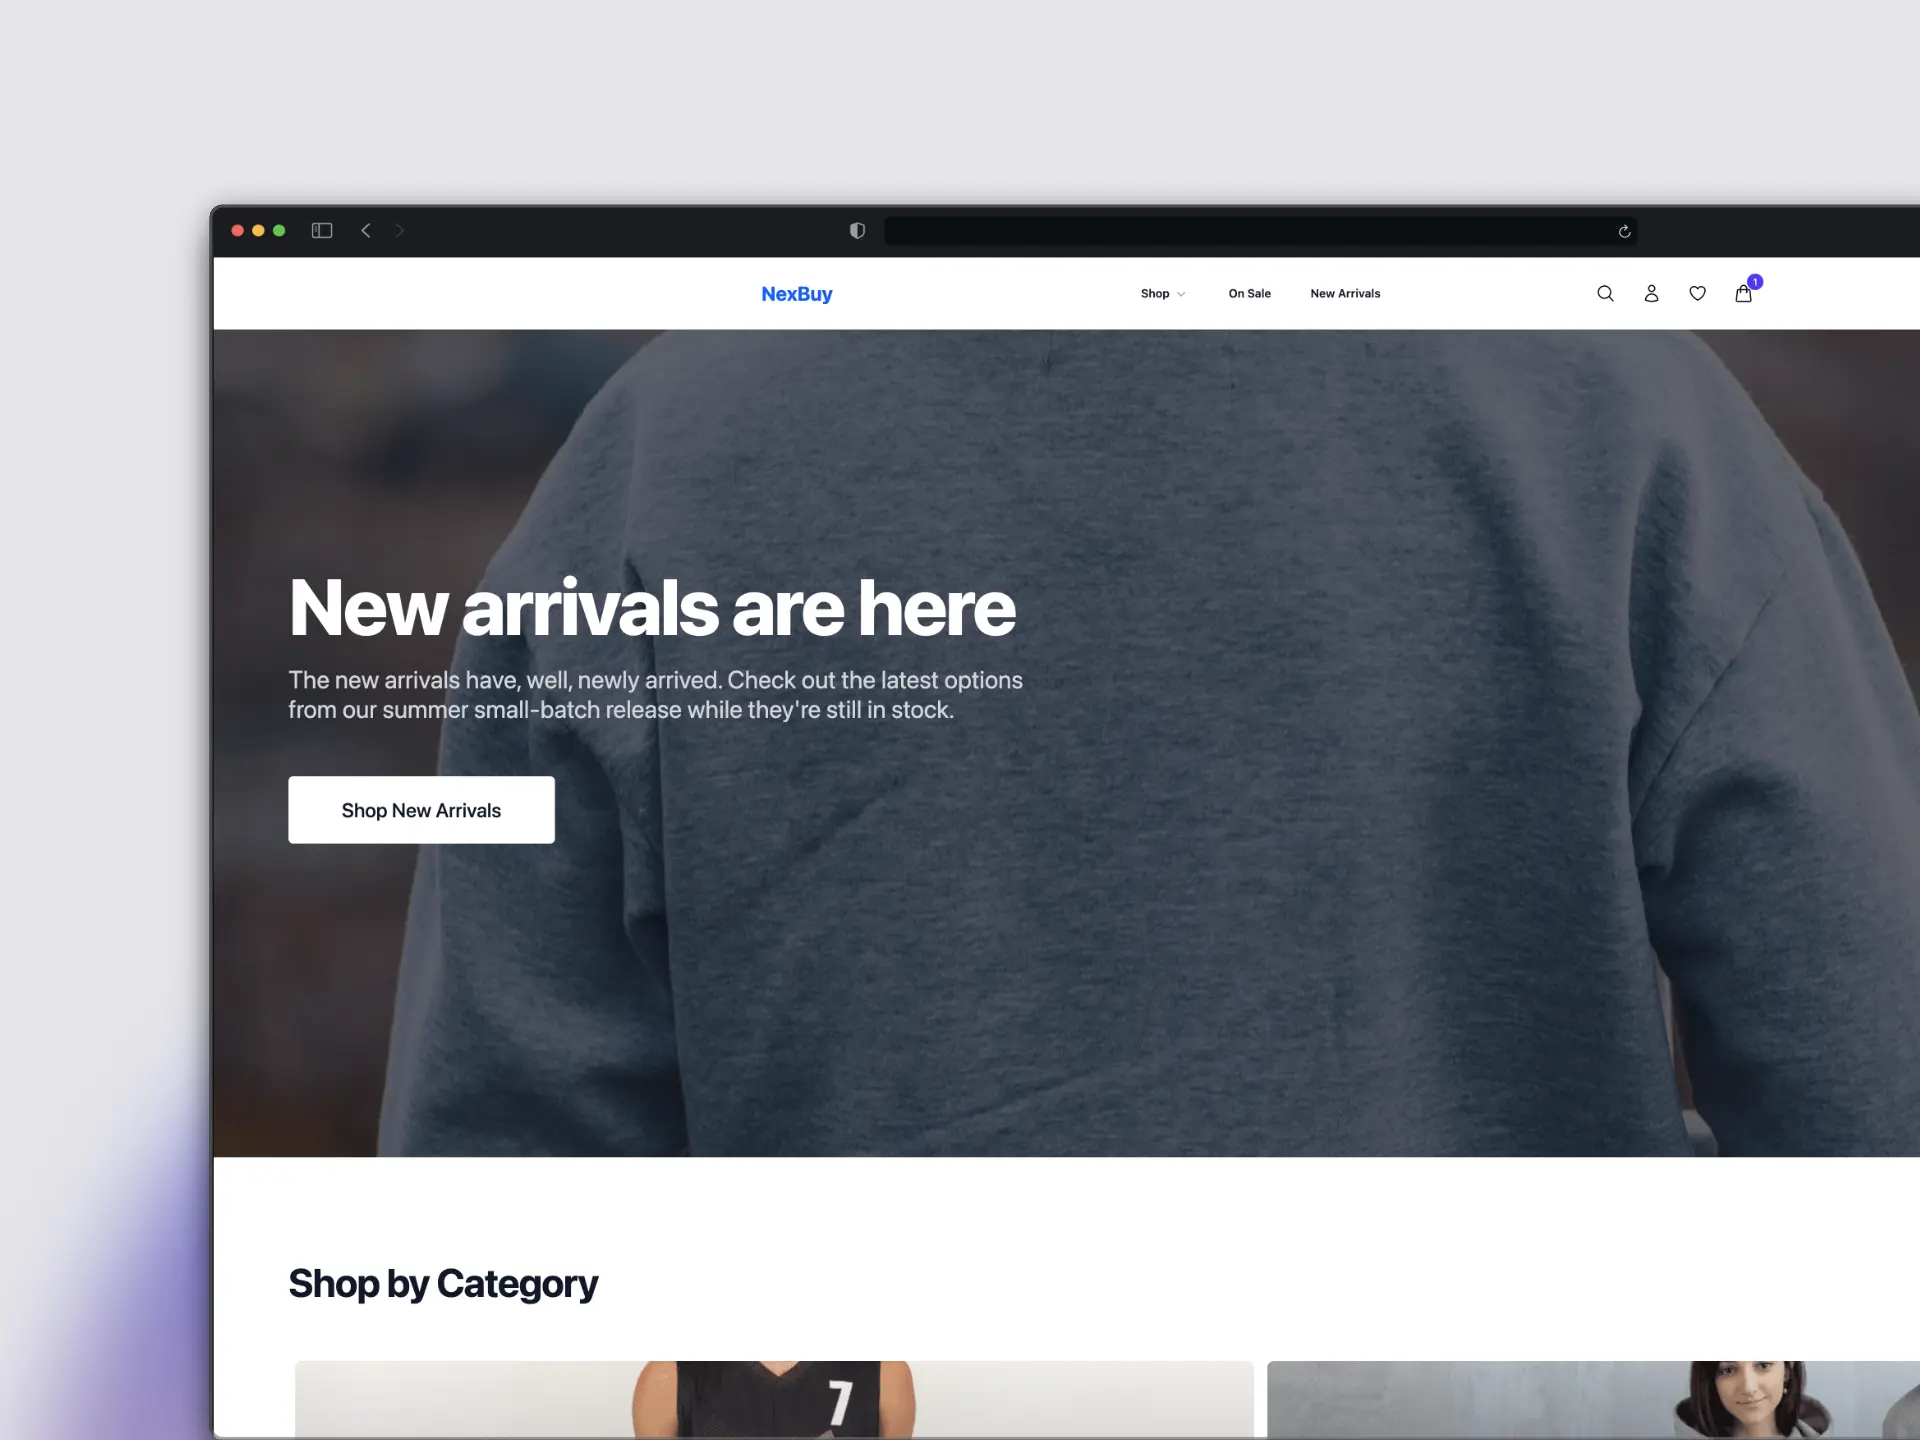 NexBuy
Shop
On Sale
New Arrivals
1
New arrivals are here
The new arrivals have, well, newly arrived. Check out the latest options
from our summer small-batch release while they're still in stock.
Shop New Arrivals
Shop by Category
7